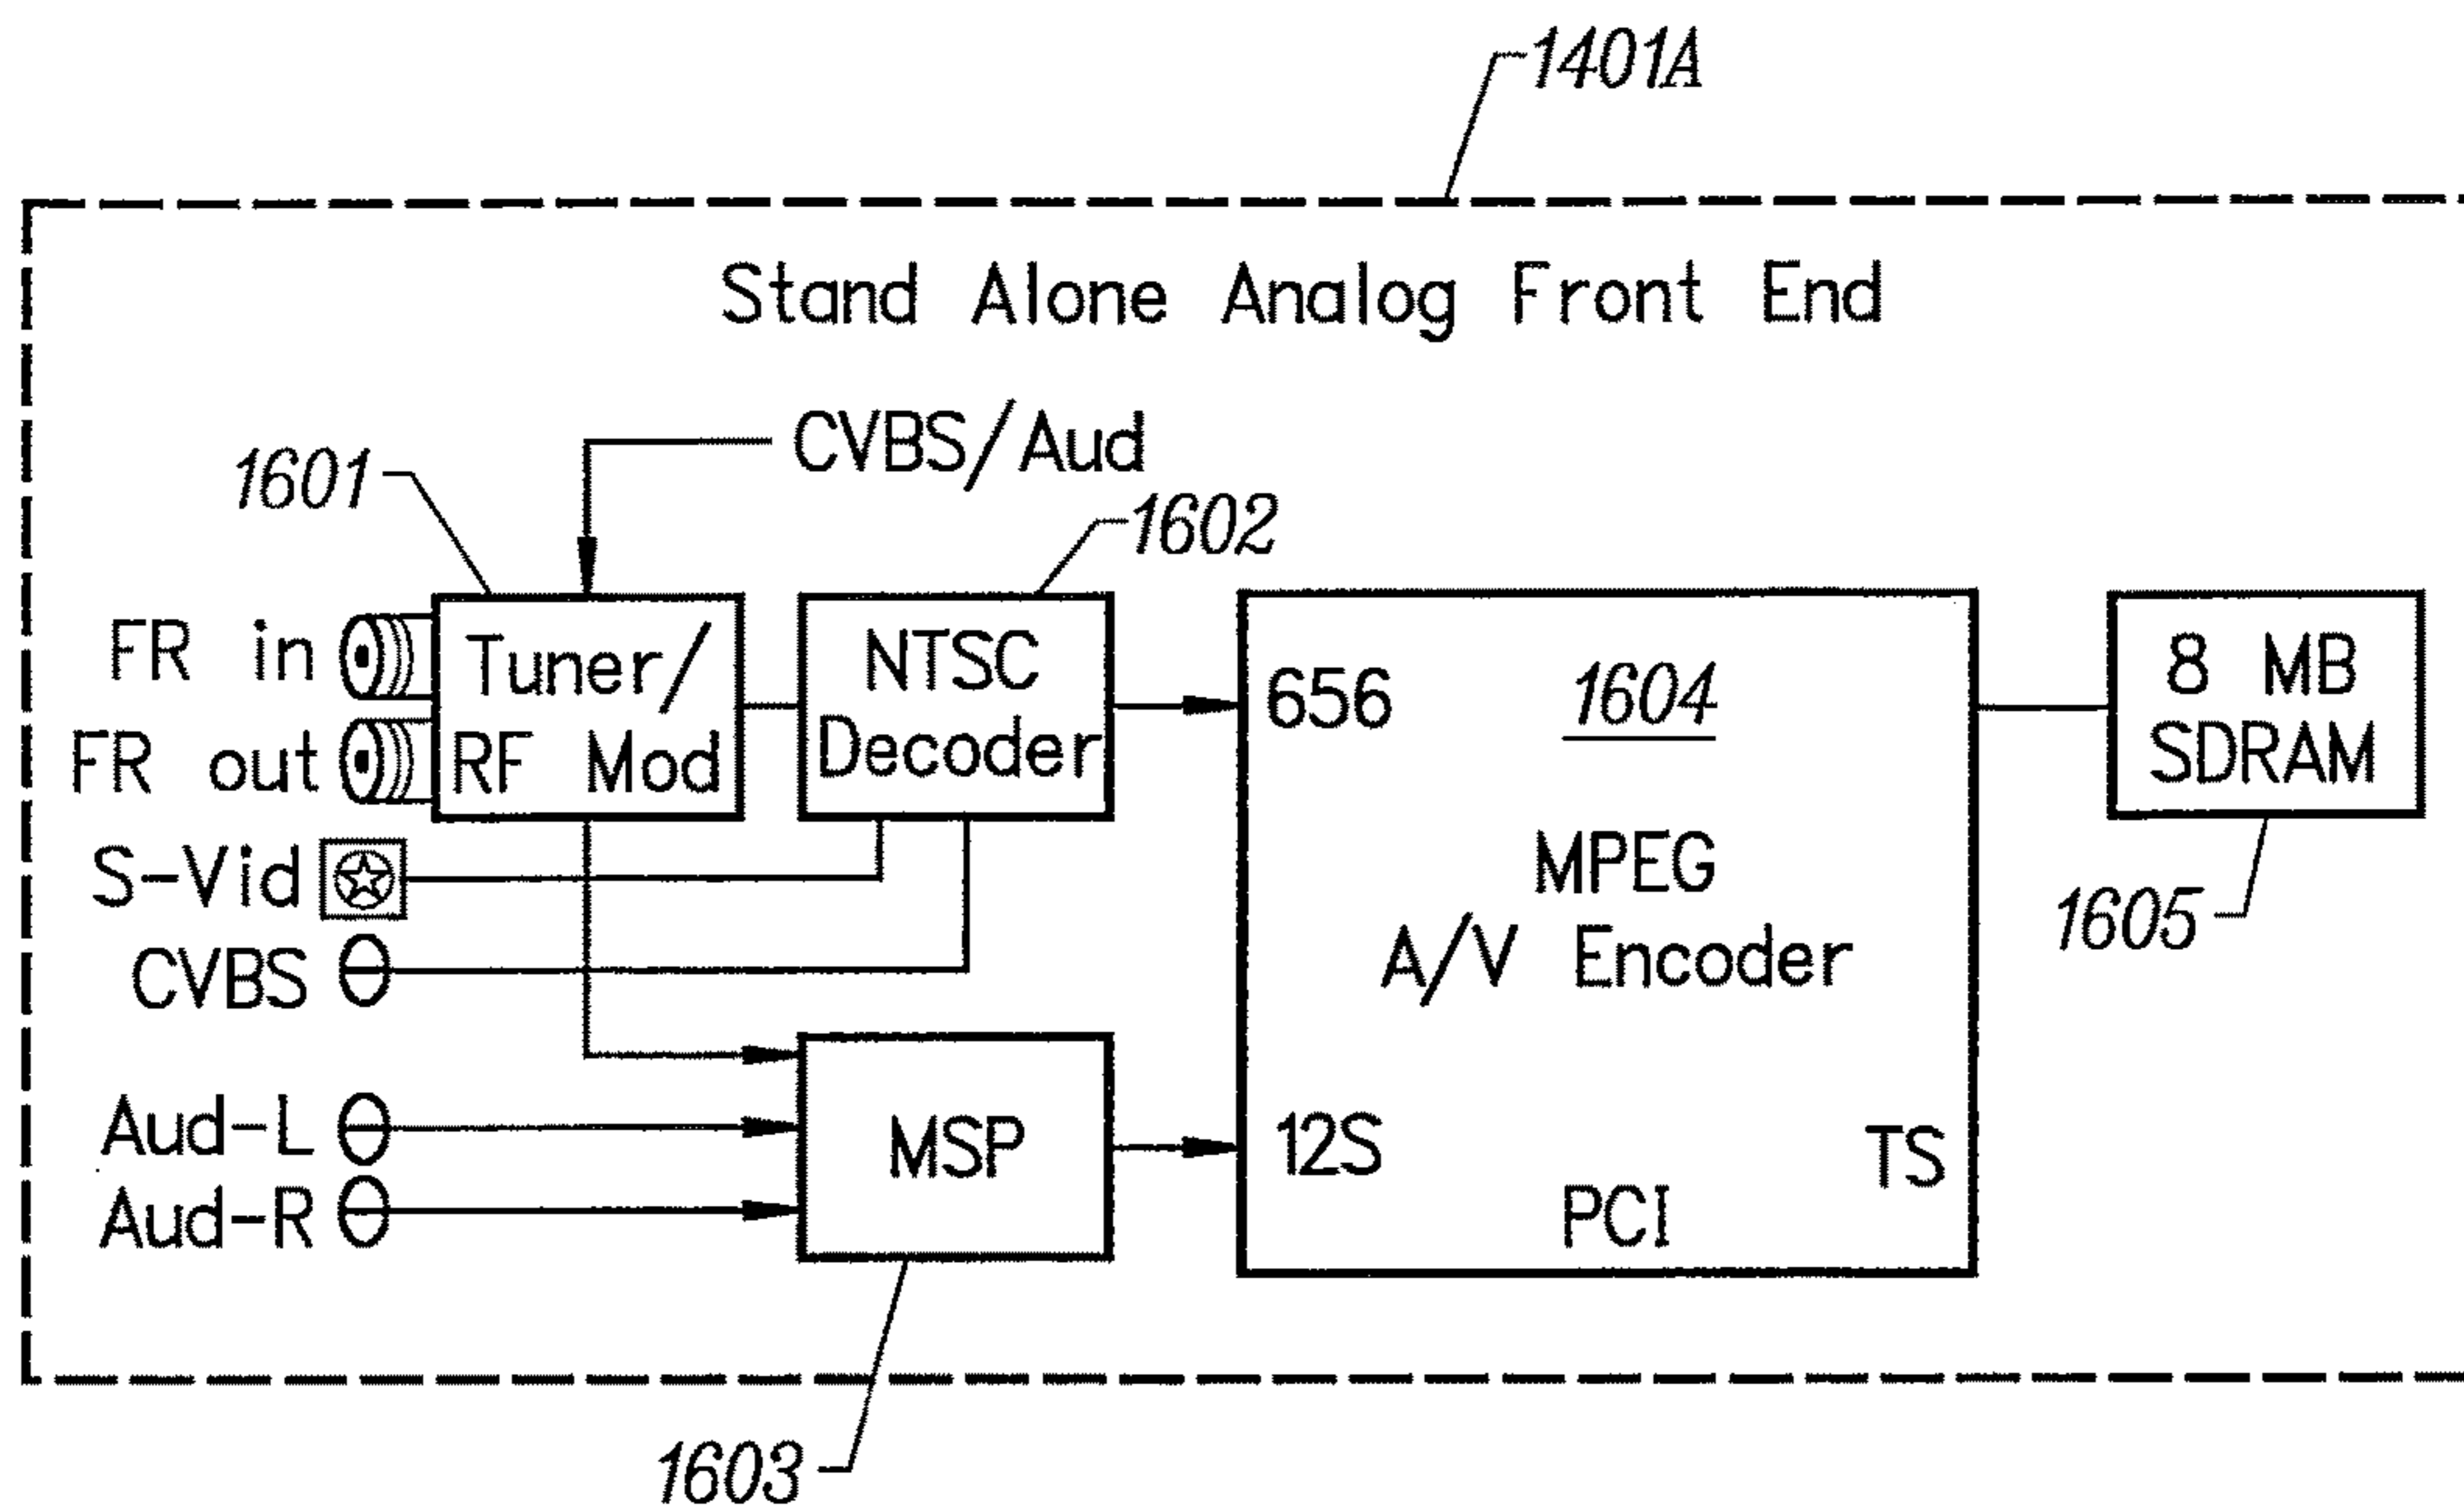 1401A
Stand Alone Analog Front End
CVBS/Aud
1601
1602
FR in
FR out
Tuner/
RF Mod
NTSC
Decoder
656
1604
MPEG
A/V Encoder
8 MB
SDRAM
S-Vid
CVBS
1605
Aud-L
Aud-R
MSP
12S
TS
PCI
1603